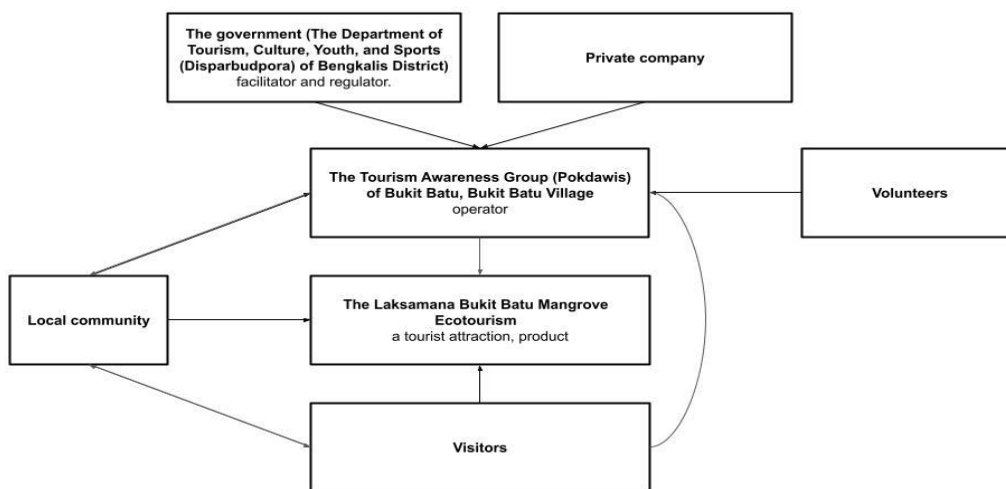 The government (The Department of
Tourism, Culture, Youth, and Sports
(Disparbudpora) of Bengkalis District)
facilitator and regulator.
Private company
The Tourism Awareness Group (Pokdawis)
of Bukit Batu, Bukit Batu Village
operator
Volunteers
Local community
The Laksamana Bukit Batu Mangrove
Ecotourism
a tourist attraction, product
Visitors